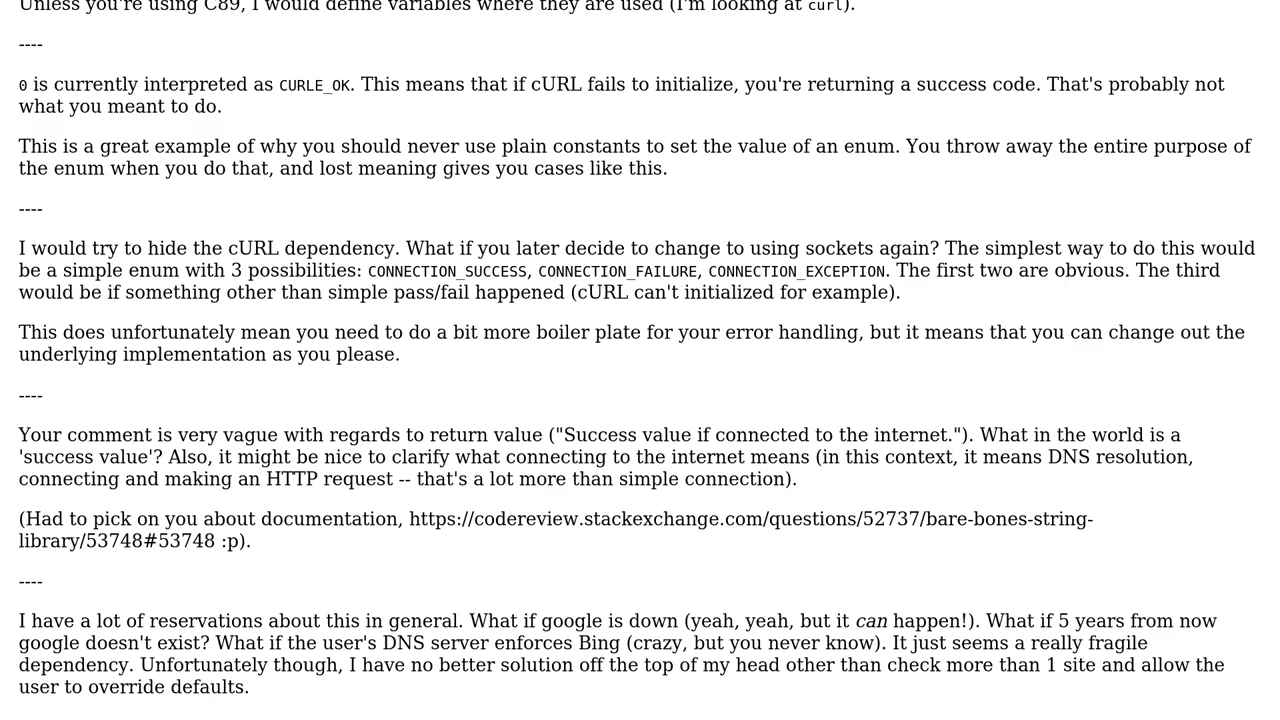 Unless you're using C89, I would define variables where they are used (I'm looking at curl).
----
0 is currently interpreted as CURLE_OK. This means that if cURL fails to initialize, you're returning a success code. That's probably not
what you meant to do.
This is a great example of why you should never use plain constants to set the value of an enum. You throw away the entire purpose of
the enum when you do that, and lost meaning gives you cases like this.
----
I would try to hide the cURL dependency. What if you later decide to change to using sockets again? The simplest way to do this would
be a simple enum with 3 possibilities: CONNECTION_SUCCESS, CONNECTION_FAILURE, CONNECTION_EXCEPTION. The first two are obvious. The third
would be if something other than simple pass/fail happened (cURL can't initialized for example).
This does unfortunately mean you need to do a bit more boiler plate for your error handling, but it means that you can change out the
underlying implementation as you please.
----
Your comment is very vague with regards to return value ("Success value if connected to the internet."). What in the world is a
'success value'? Also, it might be nice to clarify what connecting to the internet means (in this context, it means DNS resolution,
connecting and making an HTTP request -- that's a lot more than simple connection).
(Had to pick on you about documentation, https://codereview.stackexchange.com/questions/52737/bare-bones-string-
library/53748#53748 :p).
----
I have a lot of reservations about this in general. What if google is down (yeah, yeah, but it can happen!). What if 5 years from now
google doesn't exist? What if the user's DNS server enforces Bing (crazy, but you never know). It just seems a really fragile
dependency. Unfortunately though, I have no better solution off the top of my head other than check more than 1 site and allow the
user to override defaults.